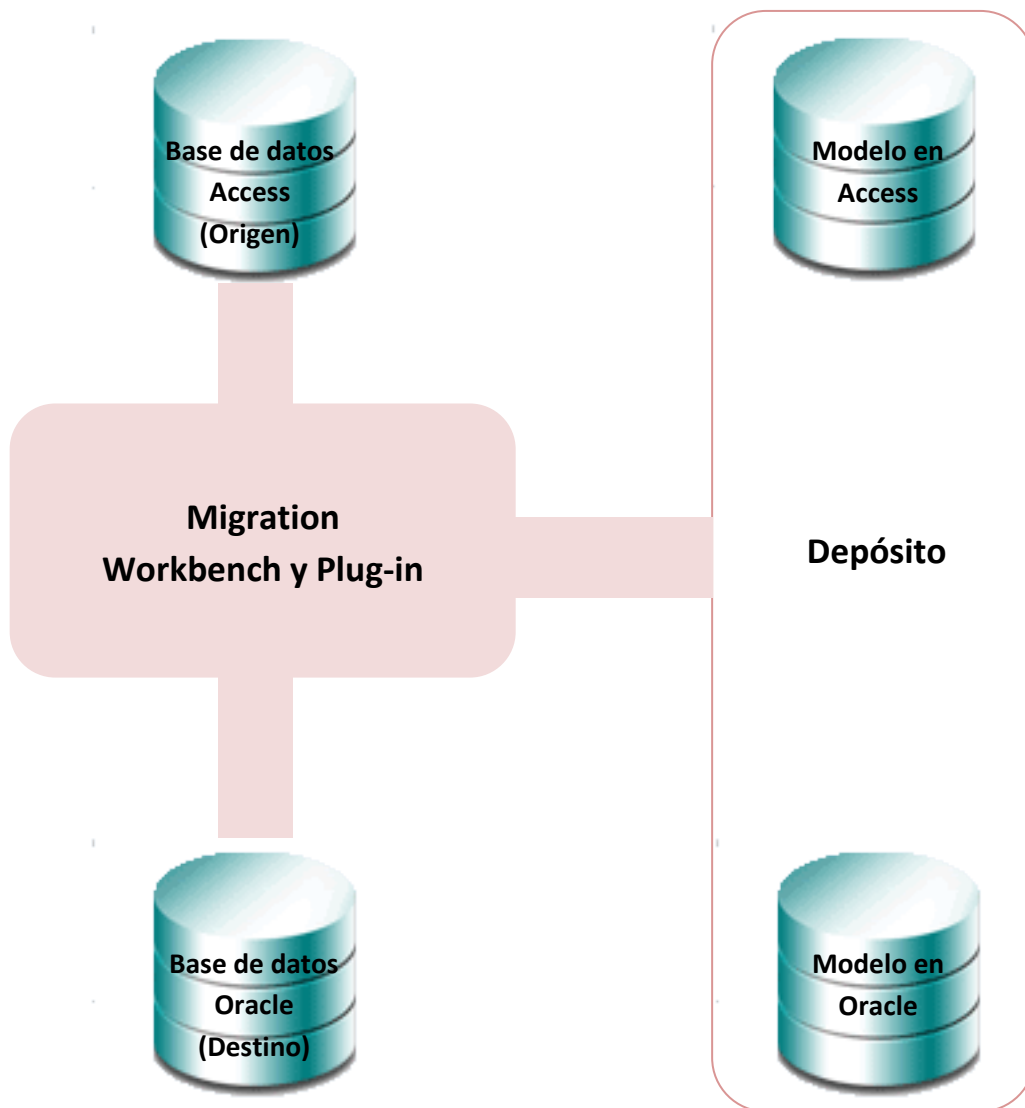 Base de datos
Access
(Origen)
Modelo en
Access
Migration
Workbench y Plug-in
Depósito
Base de datos
Oracle
(Destino)
Modelo en
Oracle